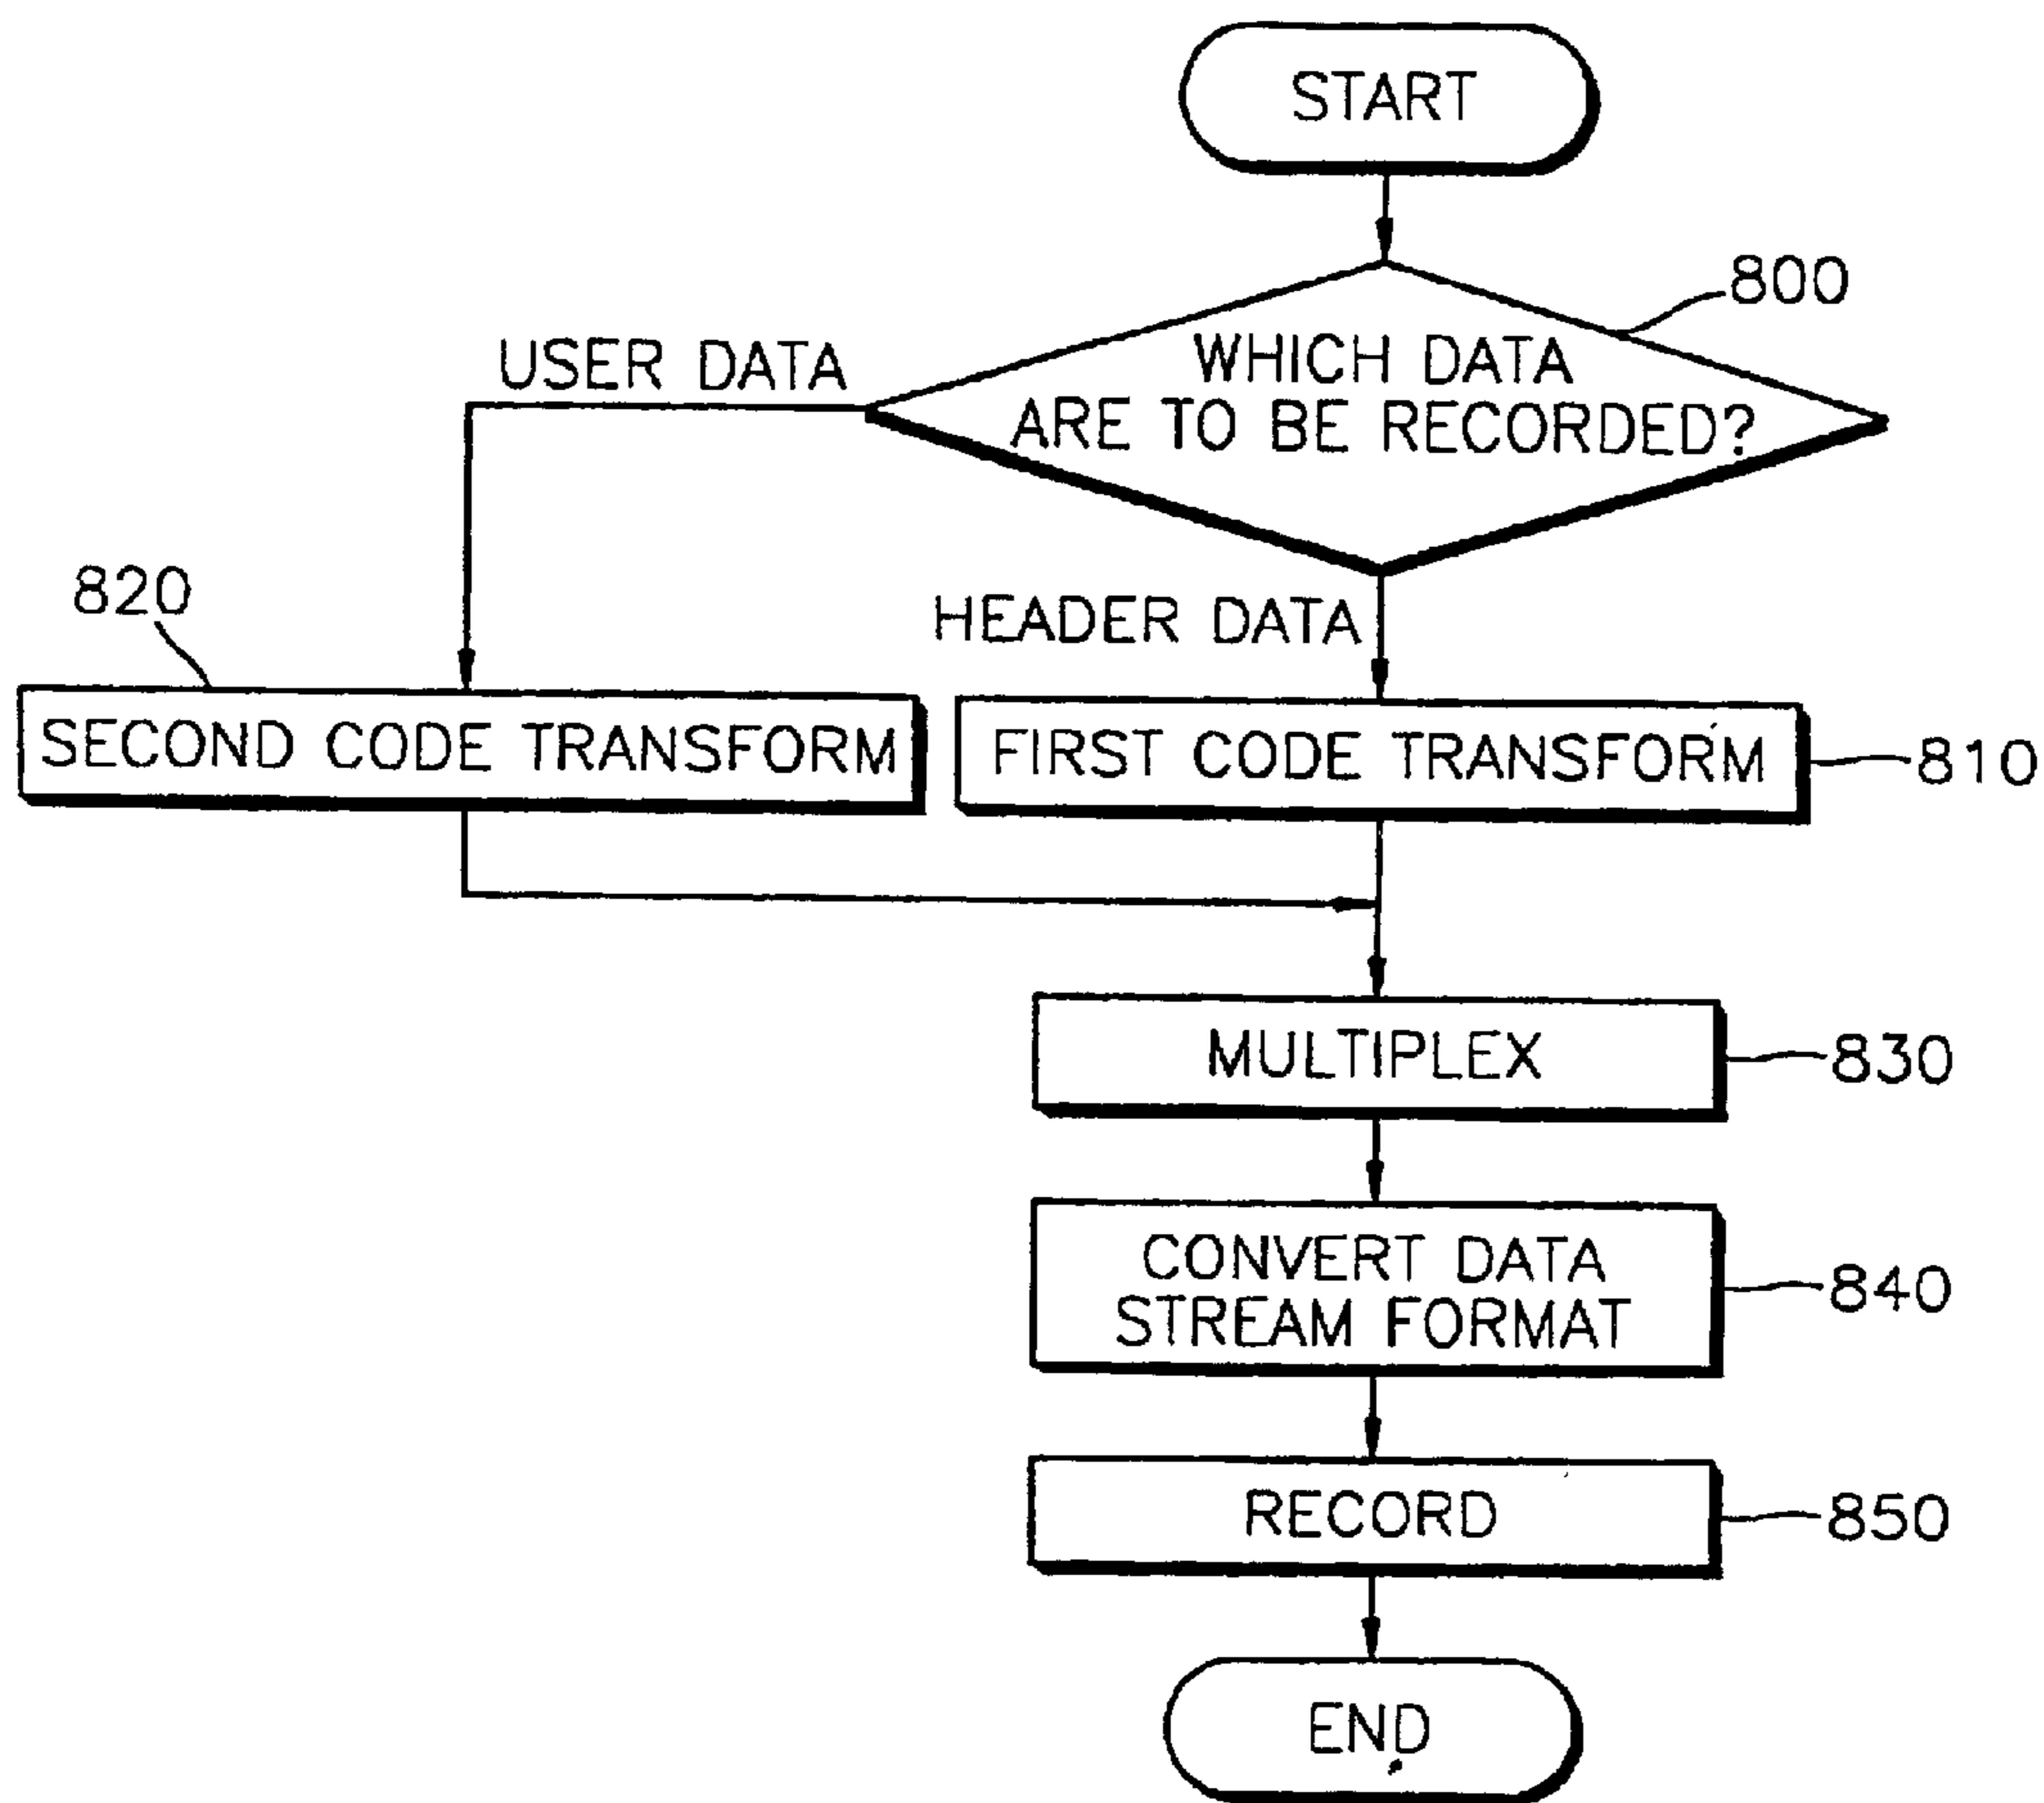 START
800
WHICH DATA
ARE TO BE RECORDED?
USER DATA
HEADER DATA
820
SECOND CODE TRANSFORM
FIRST CODE TRANSFORM
810
MULTIPLEX
830
CONVERT DATA
STREAM FORMAT
840
RECORD
850
END